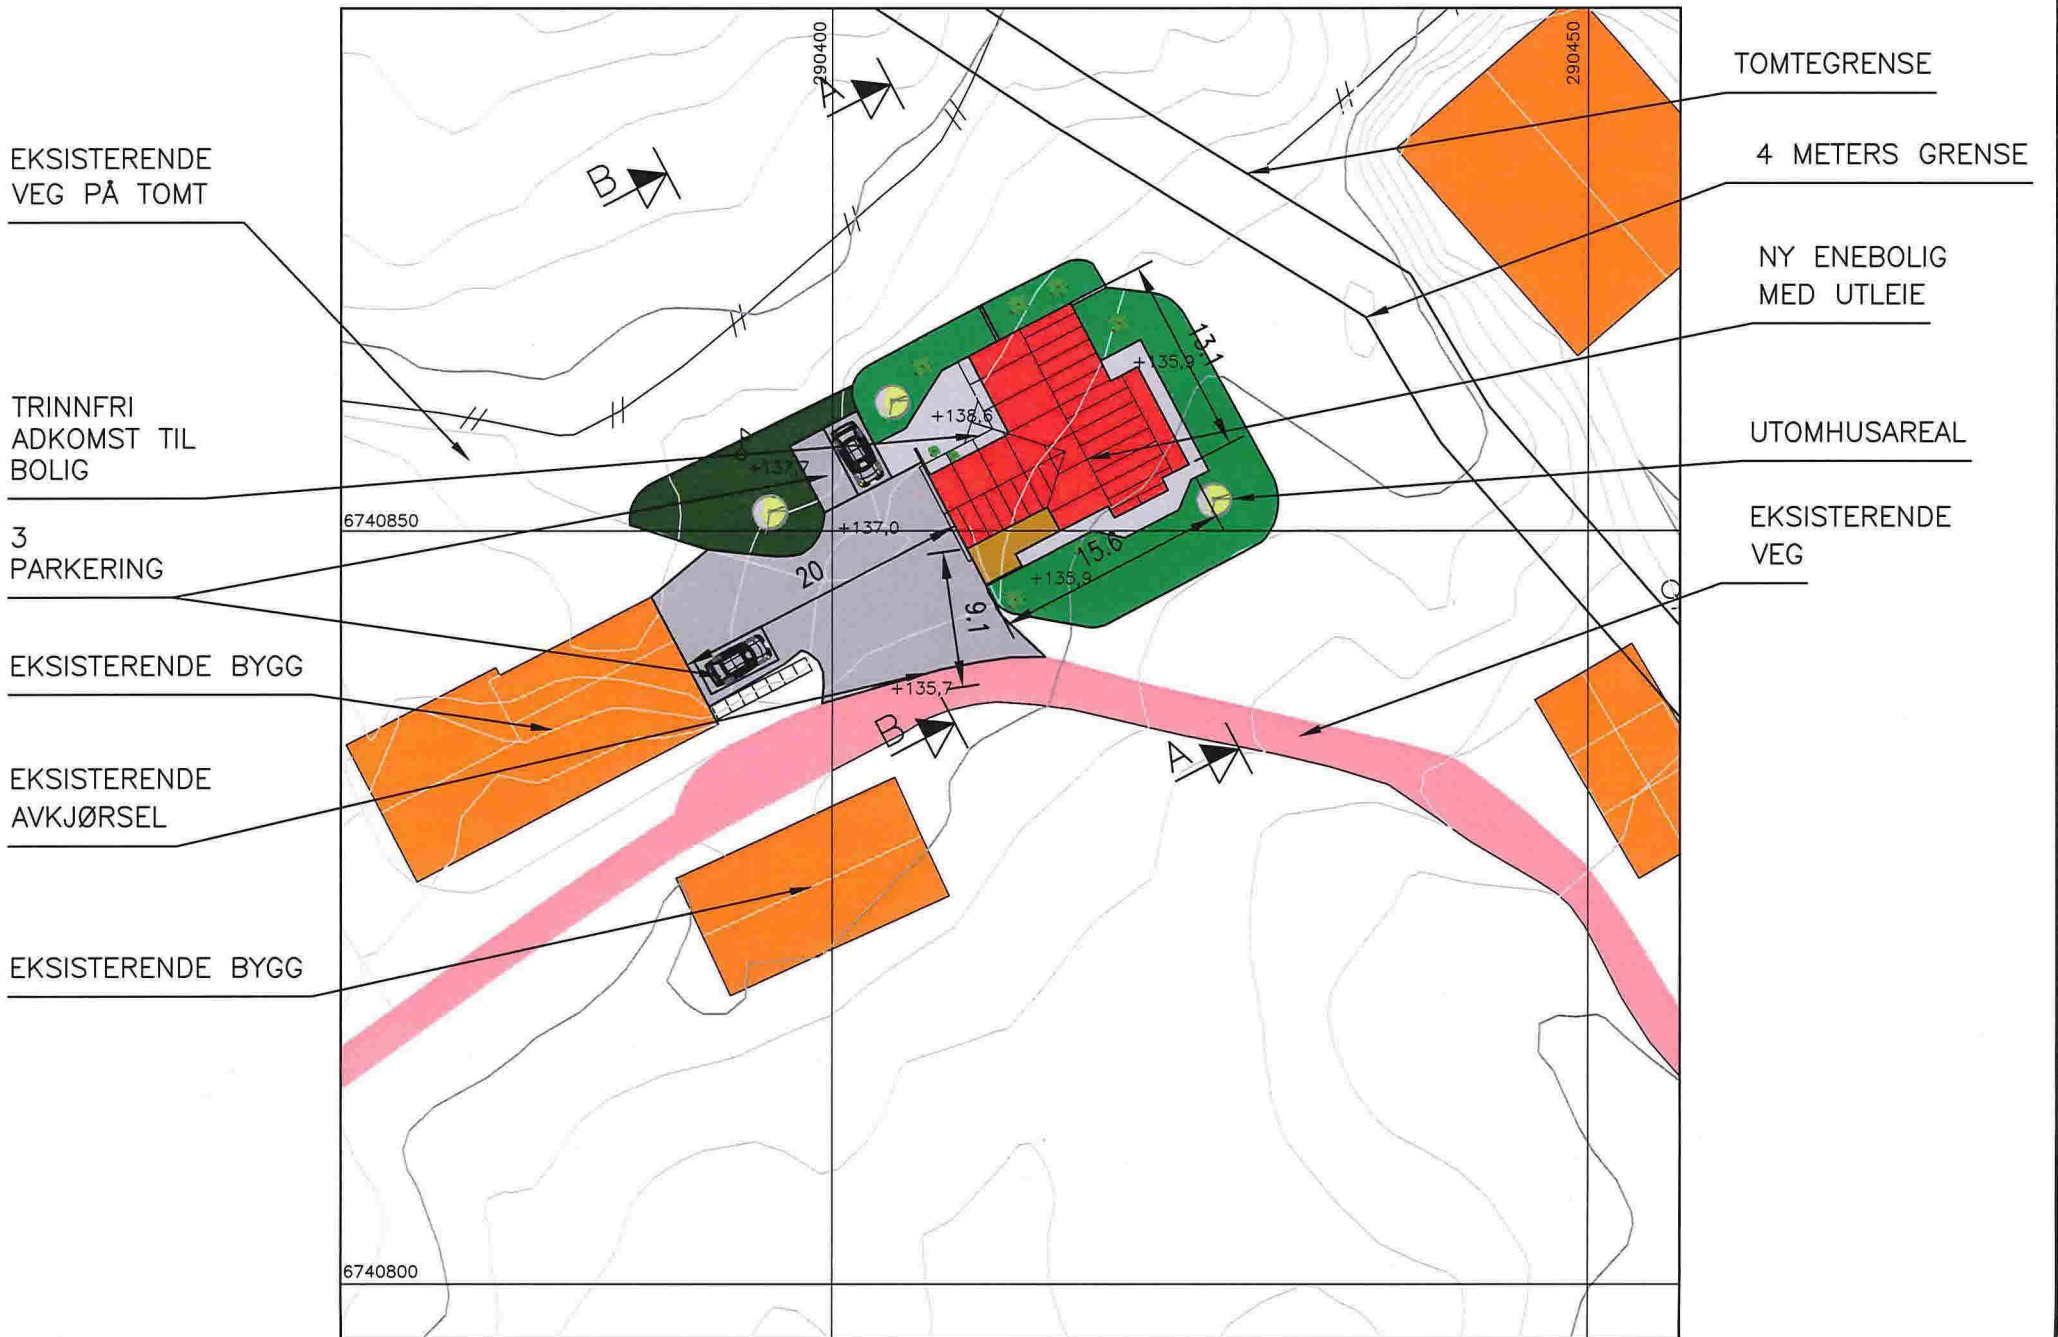 EKSISTERENDE
VEG PÅ TOMT
TRINNFRI
ADKOMST TIL
BOLIG
3
PARKERING
EKSISTERENDE BYGG
EKSISTERENDE
AVKJØRSEL
EKSISTERENDE BYGG
290400
290450
A
B
13.1
+135,9
+138,6
+137,7
6740850
+137,0
20
15.6
+135,9
9.1
+135,7
B
A
6740800
TOMTEGRENSE
4 METERS GRENSE
NY ENEBOLIG
MED UTLEIE
UTOMHUSAREAL
EKSISTERENDE
VEG